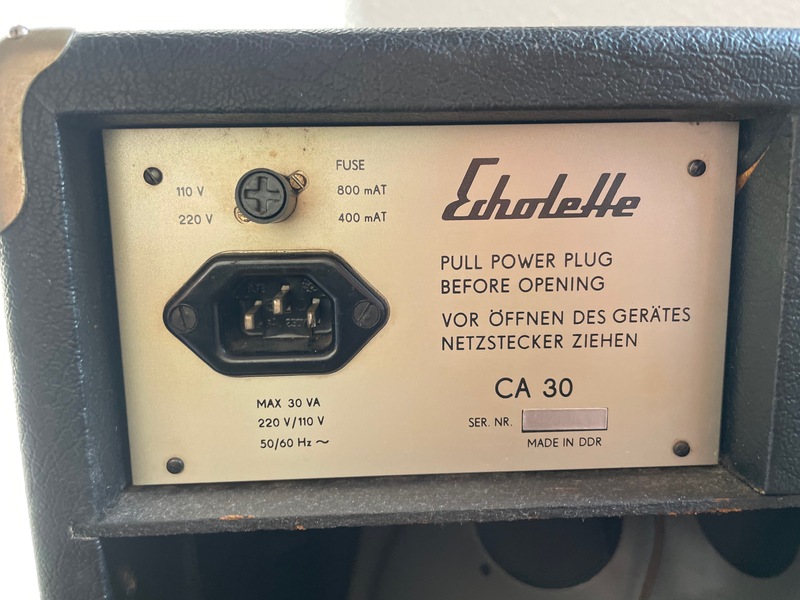 FUSE
110 V 800 mAT
220 V 400 mAT
Echolette
PULL POWER PLUG
BEFORE OPENING
VOR ÖFFNEN DES GERÄTES
NETZSTECKER ZIEHEN
CA 30
MAX 30 VA
220 V/110 V
50/60 Hz ~
SER. NR.
MADE IN DDR